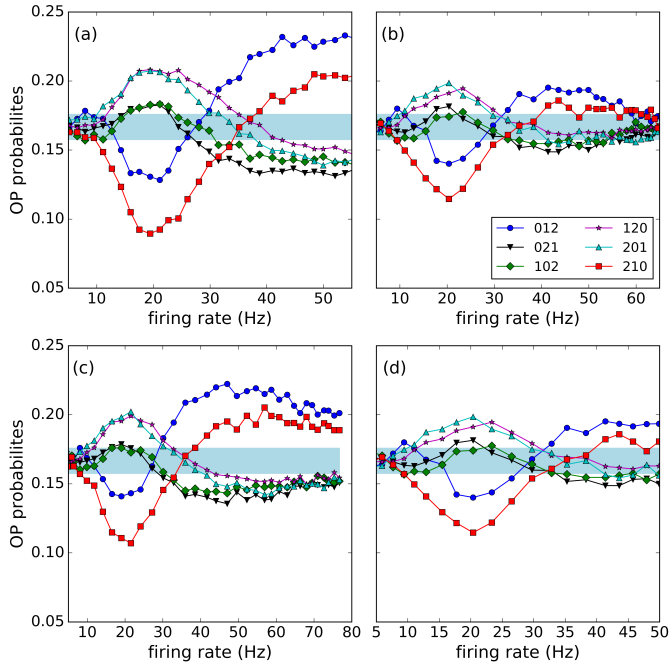 0.25
0.20
0.15
0.10
0.05
OP probabilites
(a)
10 20 30 40 50
firing rate (Hz)
(b)
012 120
021 201
102 210
10 20 30 40 50 60
firing rate (Hz)
0.25
0.20
0.15
0.10
0.05
OP probabilites
(c)
10 20 30 40 50 60 70 80
firing rate (Hz)
(d)
5 10 15 20 25 30 35 40 45 50
firing rate (Hz)